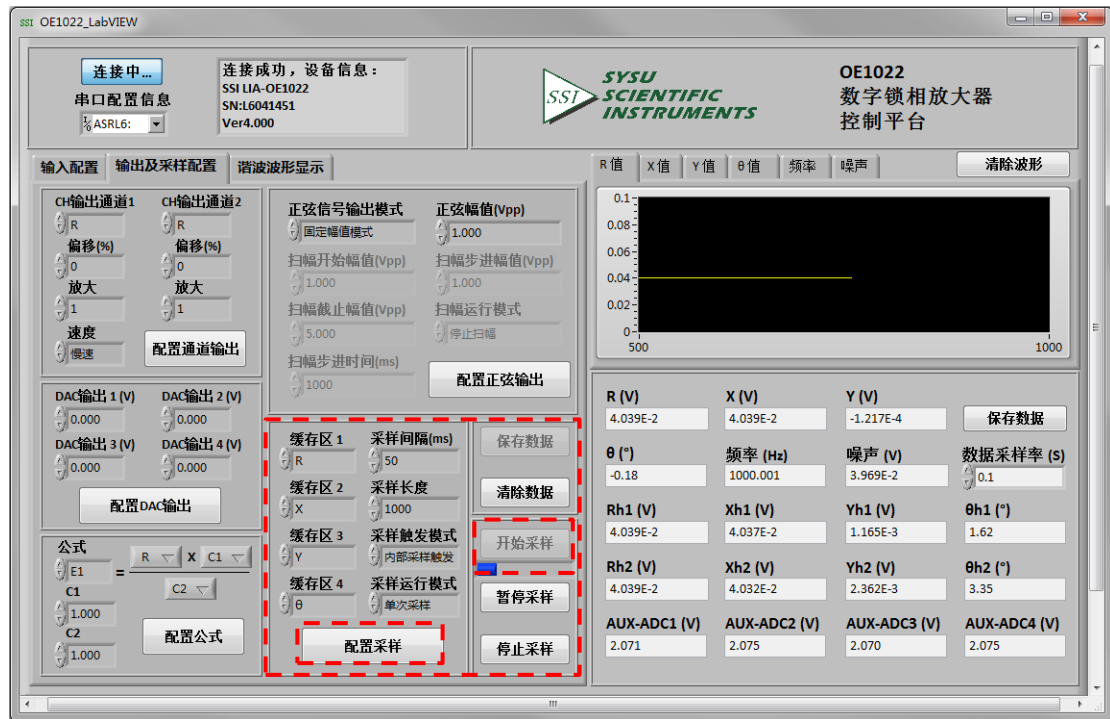 SSI OE1022_LabVIEW
连接中...
串口配置信息
ASRL6:
连接成功，设备信息：
SSI LIA-OE1022
SN:L6041451
Ver4.000
SSI
SYSU
SCIENTIFIC
INSTRUMENTS
OE1022
数字锁相放大器
控制平台
输入配置 输出及采样配置 谐波波形显示
CH输出通道1 CH输出通道2
R R
偏移(%) 偏移(%)
0 0
放大 放大
1 1
速度
慢速 配置通道输出
DAC输出 1 (V) DAC输出 2 (V)
0.000 0.000
DAC输出 3 (V) DAC输出 4 (V)
0.000 0.000
配置DAC输出
公式
E1 = R X C1
C2
C1
1.000
C2
1.000
配置公式
正弦信号输出模式 正弦幅值(Vpp)
固定幅值模式 1.000
扫幅开始幅值(Vpp) 扫幅步进幅值(Vpp)
1.000 1.000
扫幅截止幅值(Vpp) 扫幅运行模式
5.000 停止扫幅
扫幅步进时间(ms)
1000 配置正弦输出
缓存区 1 采样间隔(ms)
R 50
缓存区 2 采样长度
X 1000
缓存区 3 采样触发模式
Y 内部采样触发
缓存区 4 采样运行模式
θ 单次采样
配置采样
保存数据
清除数据
开始采样
暂停采样
停止采样
R 值 X 值 Y 值 θ 值 频率 噪声 清除波形
0.1
0.08
0.06
0.04
0.02
0
500 1000
R (V) X (V) Y (V)
4.039E-2 4.039E-2 -1.217E-4 保存数据
θ (°) 频率 (Hz) 噪声 (V) 数据采样率 (S)
-0.18 1000.001 3.969E-2 0.1
Rh1 (V) Xh1 (V) Yh1 (V) θh1 (°)
4.039E-2 4.037E-2 1.165E-3 1.62
Rh2 (V) Xh2 (V) Yh2 (V) θh2 (°)
4.039E-2 4.032E-2 2.362E-3 3.35
AUX-ADC1 (V) AUX-ADC2 (V) AUX-ADC3 (V) AUX-ADC4 (V)
2.071 2.075 2.070 2.075